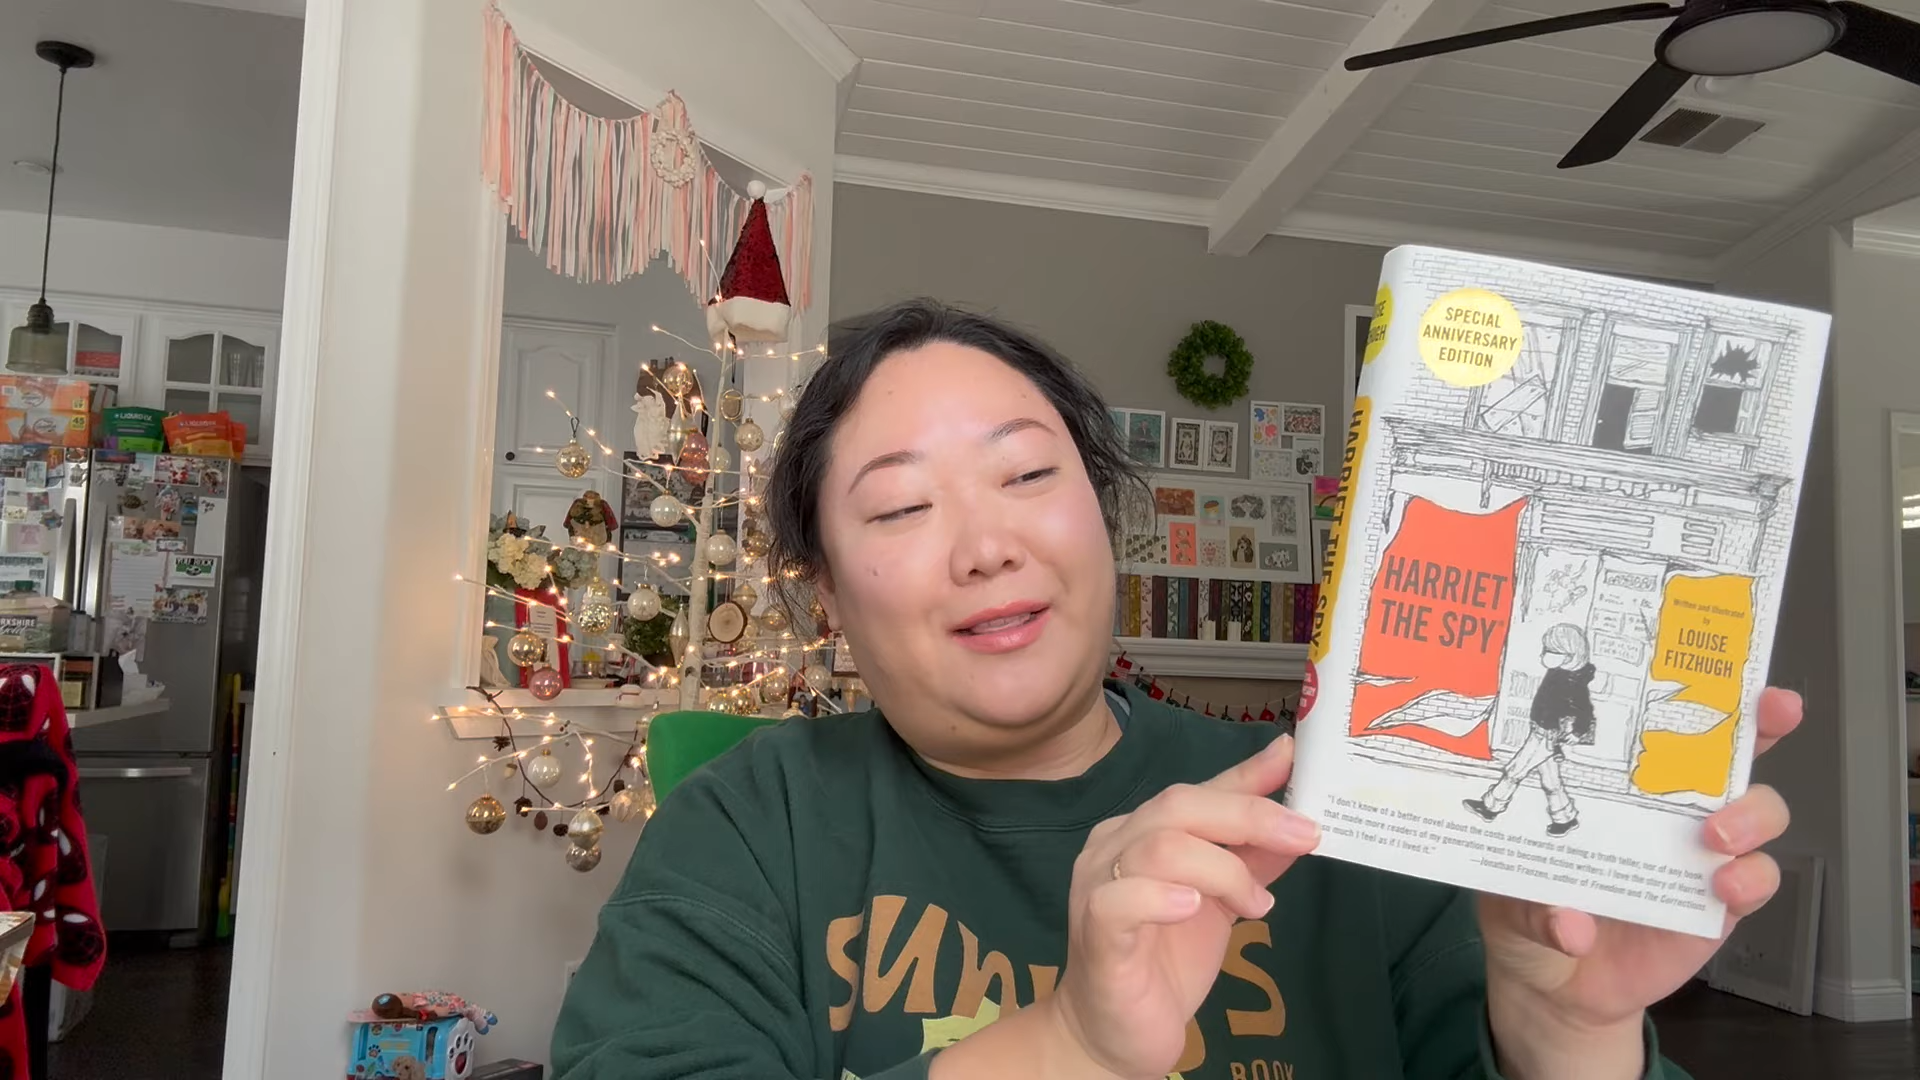 SPECIAL
ANNIVERSARY
EDITION
HARRIET
THE SPY
Written and Illustrated
by
LOUISE
FITZHUGH
"I don't know of a better novel about the costs and rewards of being a truth teller, nor of any book
that made more readers of my generation want to become fiction writers. I love the story of Harriet
so much I feel as if I lived it."
—Jonathan Franzen, author of Freedom and The Corrections
HARRIET THE SPY
BOOK
LIQUID I.V.
45